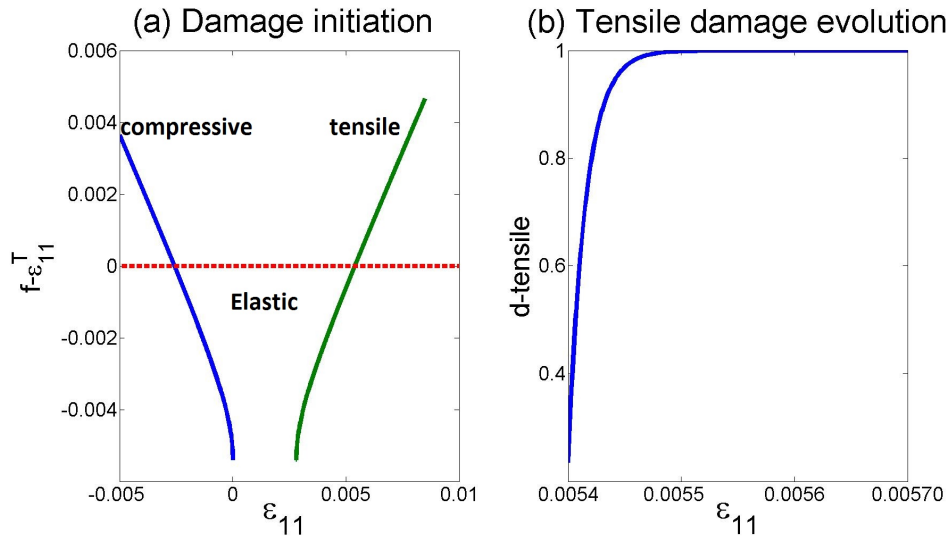 (a) Damage initiation
0.006
0.004
0.002
0
-0.002
-0.004
f-ε₁₁ᵀ
compressive
tensile
Elastic
-0.005
0
0.005
0.01
ε₁₁
(b) Tensile damage evolution
1
0.8
0.6
0.4
d-tensile
0.0054
0.0055
0.0056
0.00570
ε₁₁